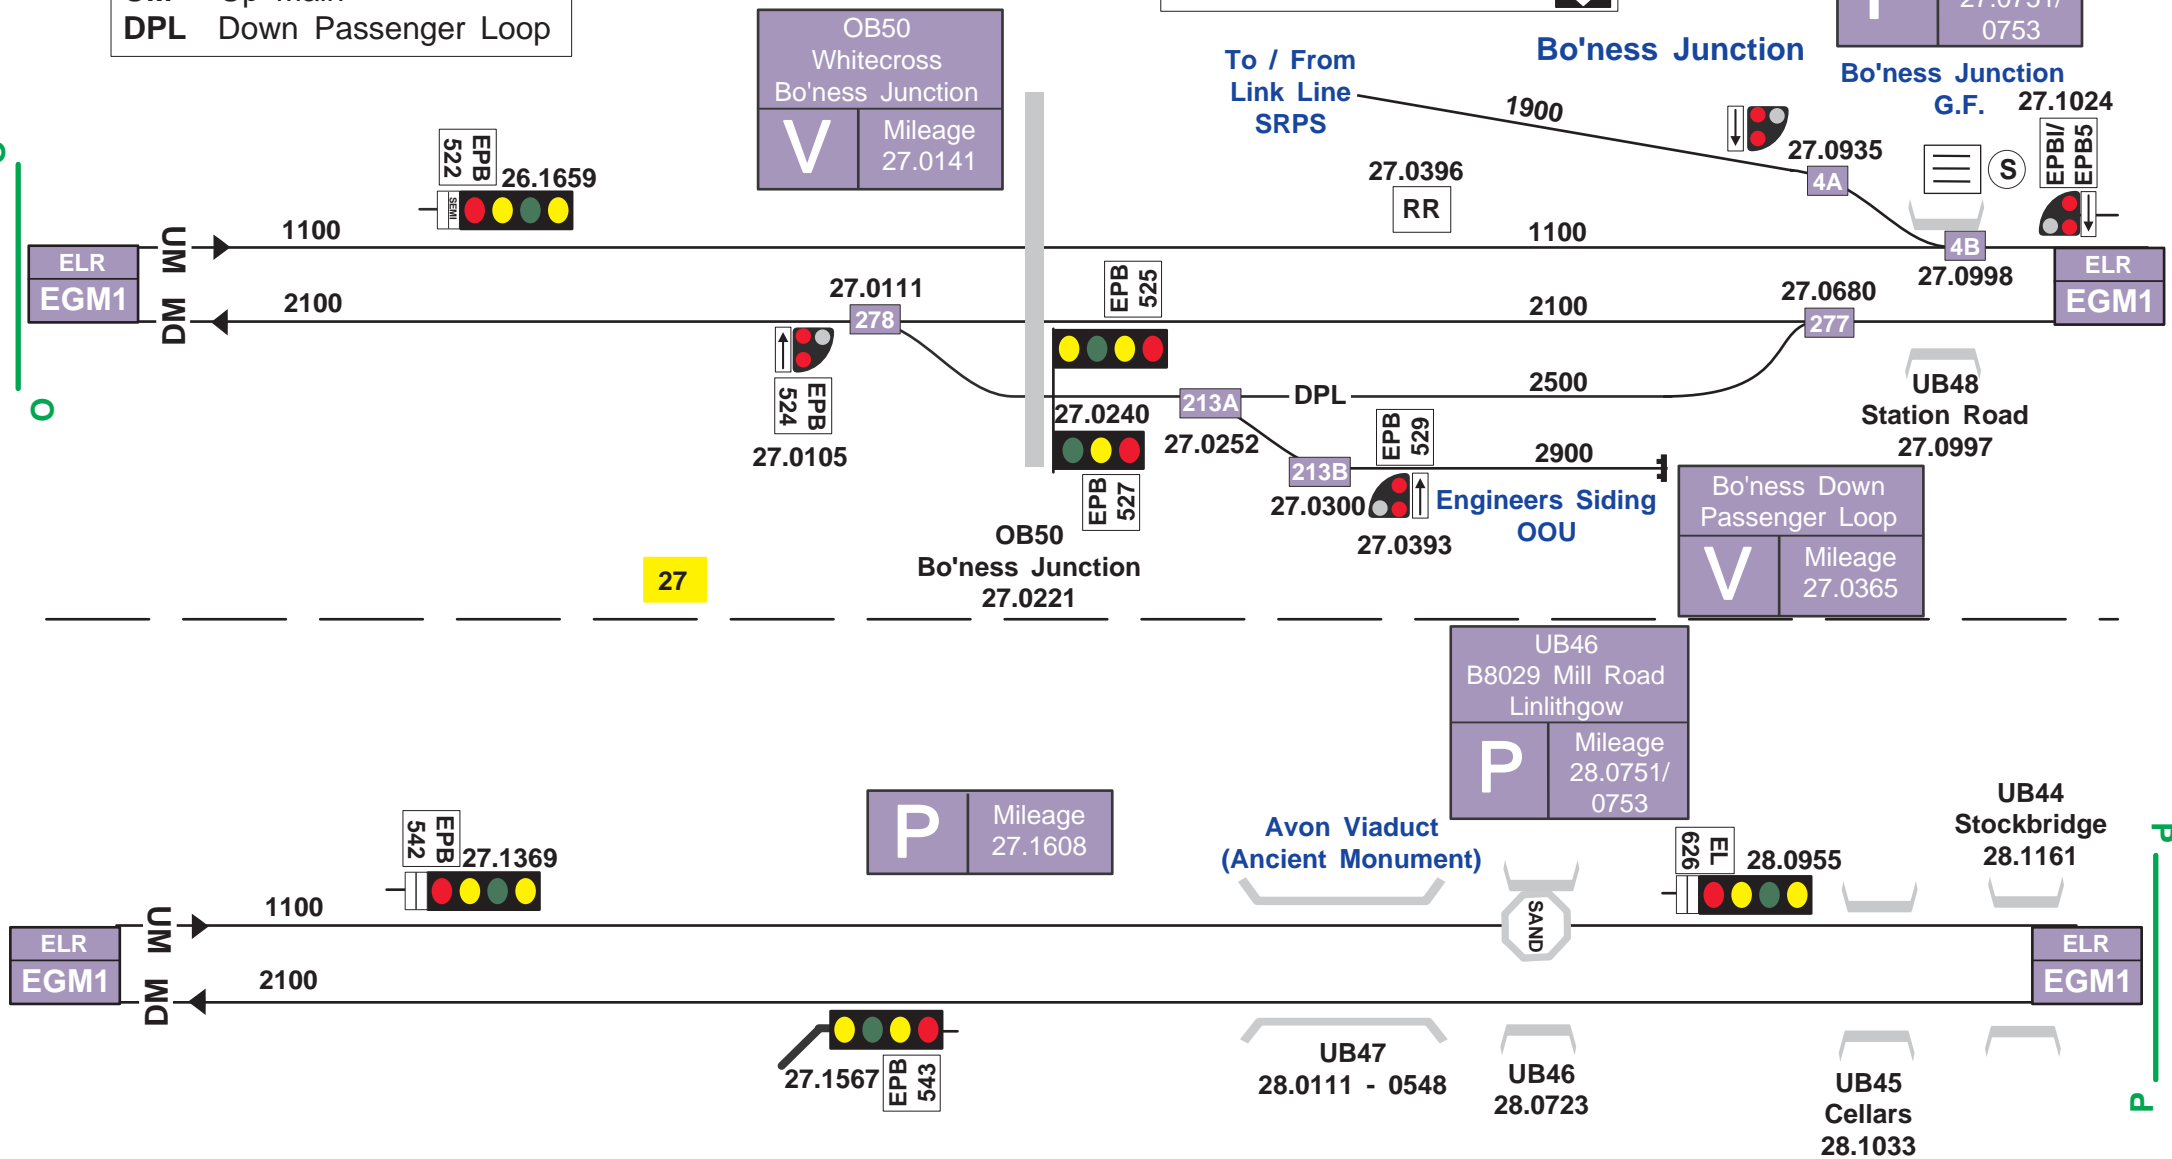 DPL Down Passenger Loop
OB50
Whitecross
Bo'ness Junction
V
Mileage
27.0141
To / From
Link Line
SRPS
Bo'ness Junction
0753
Bo'ness Junction
G.F.
27.1024
EPBI/
EPB5
1900
27.0935
4A
S
EPB
522
26.1659
SEMI
27.0396
RR
UM
1100
1100
4B
27.0998
ELR
EGM1
ELR
EGM1
DM
2100
27.0111
278
EPB
525
2100
27.0680
277
EPB
524
27.0105
27.0240
EPB
527
213A
27.0252
DPL
2500
213B
27.0300
EPB
529
27.0393
2900
Engineers Siding
OOU
UB48
Station Road
27.0997
O
OB50
Bo'ness Junction
27.0221
27
Bo'ness Down
Passenger Loop
V
Mileage
27.0365
UB46
B8029 Mill Road
Linlithgow
P
Mileage
28.0751/
0753
P
Mileage
27.1608
EPB
542
27.1369
Avon Viaduct
(Ancient Monument)
SAND
EL
626
28.0955
UB44
Stockbridge
28.1161
P
UM
1100
ELR
EGM1
ELR
EGM1
DM
2100
27.1567
EPB
543
UB47
28.0111 - 0548
UB46
28.0723
UB45
Cellars
28.1033
P